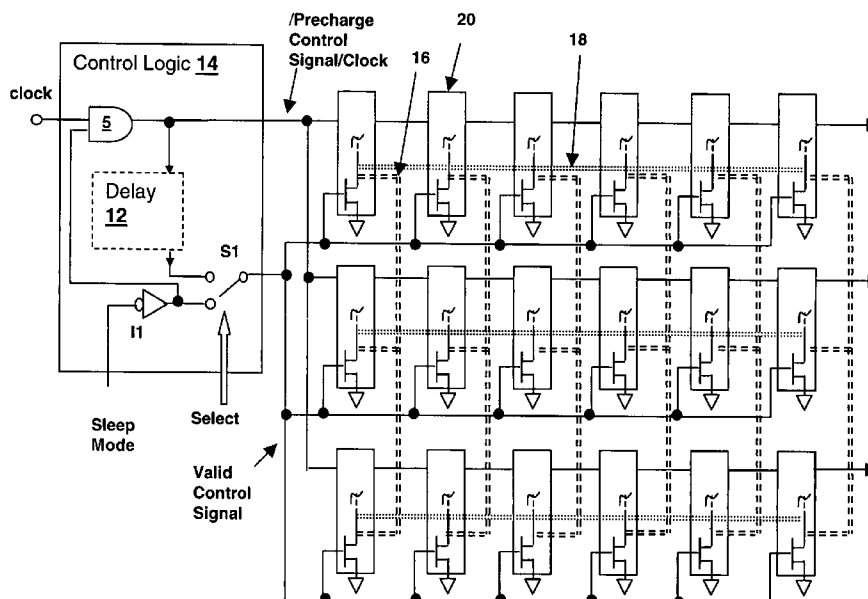 /Precharge
Control
Signal/Clock
20
16
18
Control Logic 14
clock
5
Delay
12
S1
I1
Sleep
Mode
Select
Valid
Control
Signal